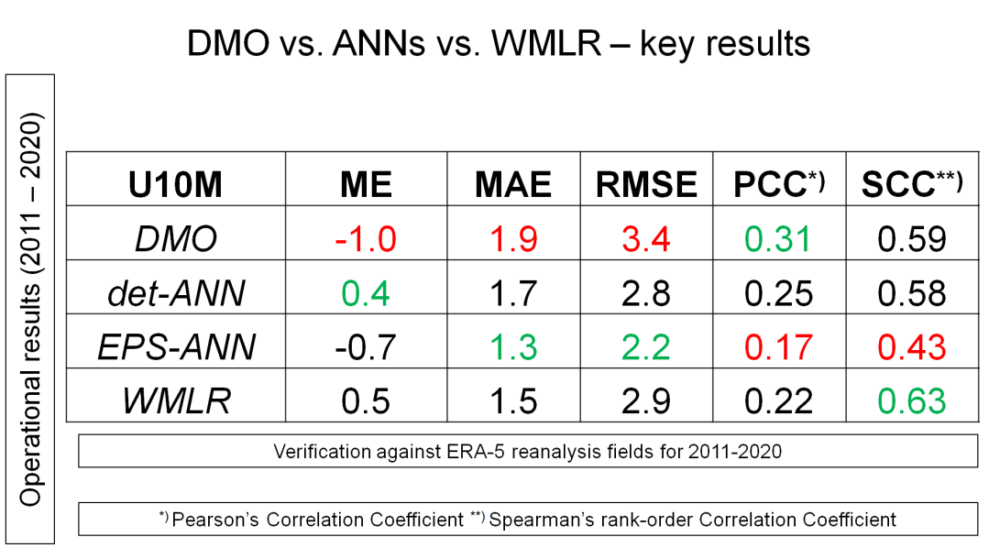 DMO vs. ANNs vs. WMLR – key results
Operational results (2011 – 2020)
U10M ME MAE RMSE PCC*) SCC**)
DMO -1.0 1.9 3.4 0.31 0.59
det-ANN 0.4 1.7 2.8 0.25 0.58
EPS-ANN -0.7 1.3 2.2 0.17 0.43
WMLR 0.5 1.5 2.9 0.22 0.63
Verification against ERA-5 reanalysis fields for 2011-2020
*) Pearson's Correlation Coefficient **) Spearman's rank-order Correlation Coefficient